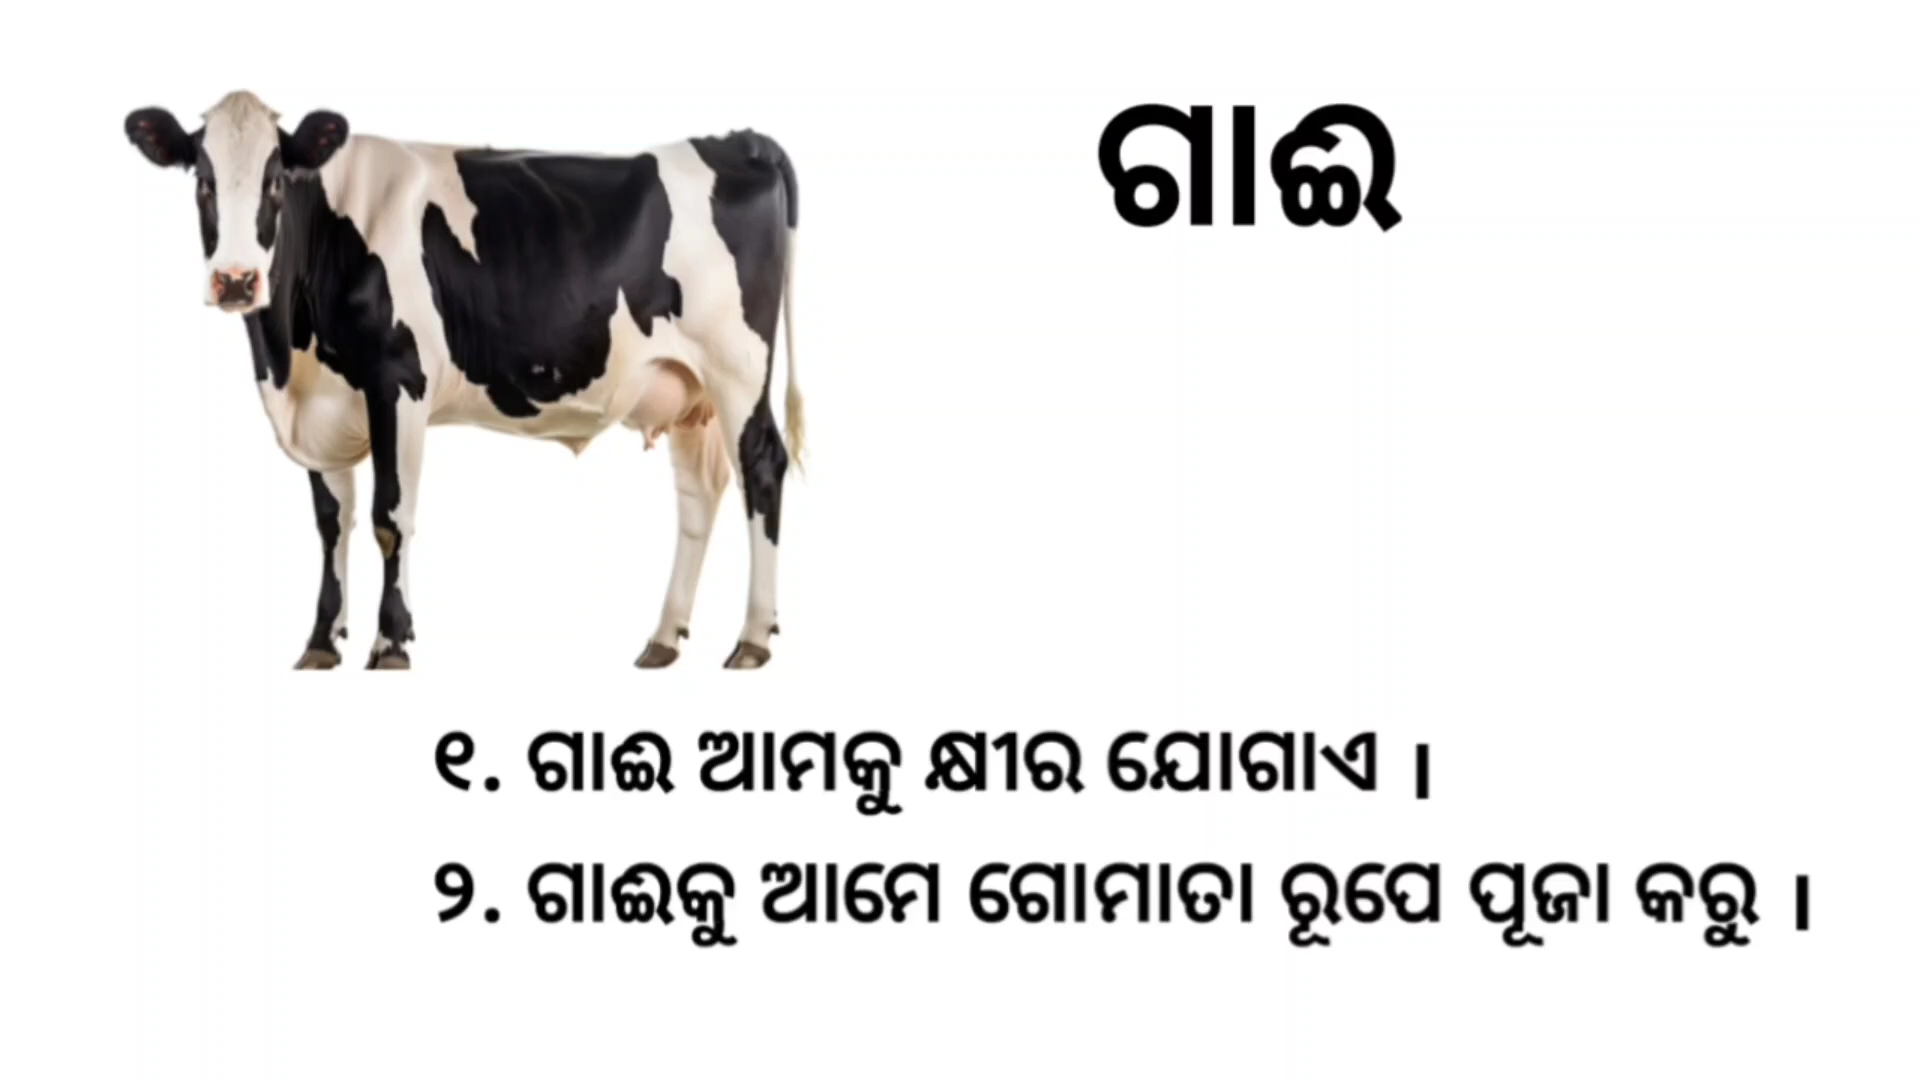 ଗାଈ
୧. ଗାଈ ଆମକୁ କ୍ଷୀର ଯୋଗାଏ ।
୨. ଗାଈକୁ ଆମେ ଗୋମାତା ରୂପେ ପୂଜା କରୁ ।